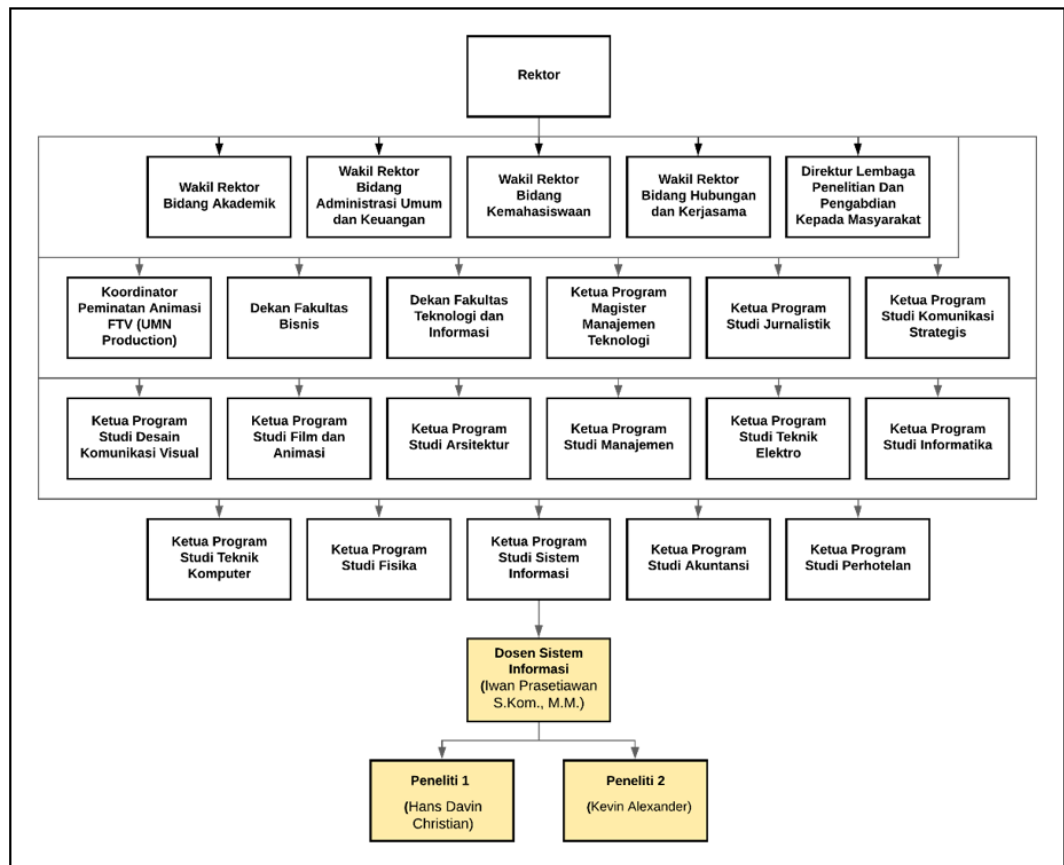 Rektor
Wakil Rektor
Bidang Akademik
Wakil Rektor
Bidang
Administrasi Umum
dan Keuangan
Wakil Rektor
Bidang
Kemahasiswaan
Wakil Rektor
Bidang Hubungan
dan Kerjasama
Direktur Lembaga
Penelitian Dan
Pengabdian
Kepada Masyarakat
Koordinator
Peminatan Animasi
FTV (UMN
Production)
Dekan Fakultas
Bisnis
Dekan Fakultas
Teknologi dan
Informasi
Ketua Program
Magister
Manajemen
Teknologi
Ketua Program
Studi Jurnalistik
Ketua Program
Studi Komunikasi
Strategis
Ketua Program
Studi Desain
Komunikasi Visual
Ketua Program
Studi Film dan
Animasi
Ketua Program
Studi Arsitektur
Ketua Program
Studi Manajemen
Ketua Program
Studi Teknik
Elektro
Ketua Program
Studi Informatika
Ketua Program
Studi Teknik
Komputer
Ketua Program
Studi Fisika
Ketua Program
Studi Sistem
Informasi
Ketua Program
Studi Akuntansi
Ketua Program
Studi Perhotelan
Dosen Sistem
Informasi
(Iwan Prasetiawan
S.Kom., M.M.)
Peneliti 1
(Hans Davin
Christian)
Peneliti 2
(Kevin Alexander)